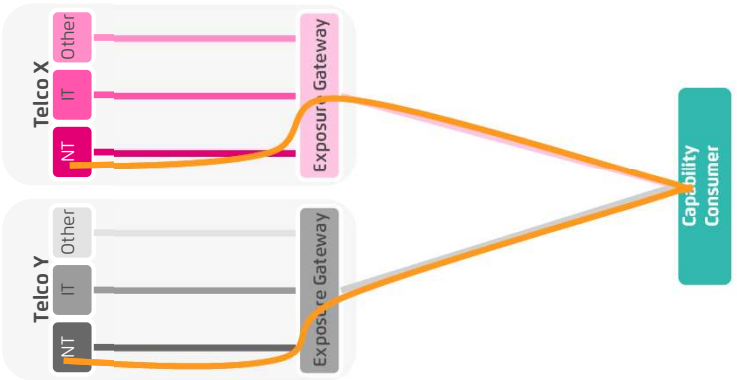 Telco X
Other
IT
NT
Exposure Gateway
Telco Y
Other
IT
NT
Exposure Gateway
Capability
Consumer